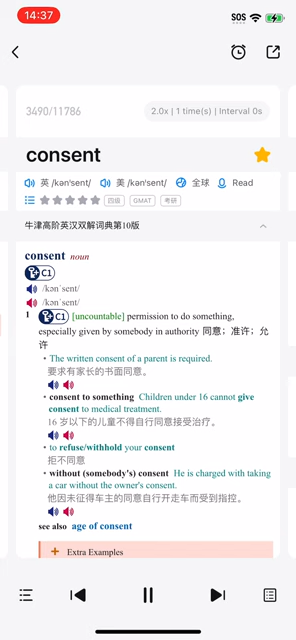 14:37
SOS
3490/11786
2.0x | 1 time(s) | Interval 0s
consent
英 /kən'sent/ 美 /kən'sent/ 全球 Read
四级 GMAT 考研
牛津高阶英汉双解词典第10版
consent noun
C1
/kənˈsent/
/kənˈsent/
1 C1 [uncountable] permission to do something,
especially given by somebody in authority 同意；准许；允
许
• The written consent of a parent is required.
要求有家长的书面同意。
• consent to something Children under 16 cannot give
consent to medical treatment.
16 岁以下的儿童不得自行同意接受治疗。
• to refuse/withhold your consent
拒不同意
• without (somebody's) consent He is charged with taking
a car without the owner's consent.
他因未征得车主的同意自行开走车而受到指控。
see also age of consent
+ Extra Examples